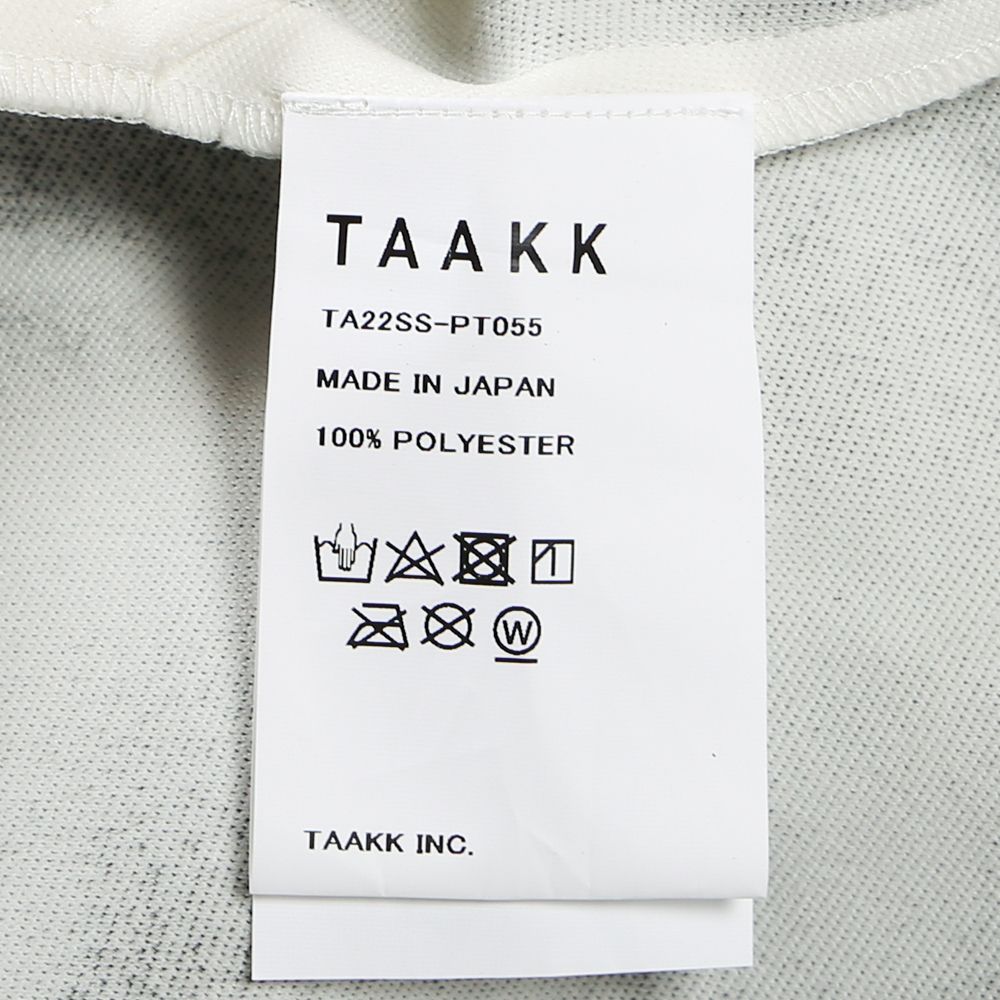 TAAKK
TA22SS-PT055
MADE IN JAPAN
100% POLYESTER
W
TAAKK INC.